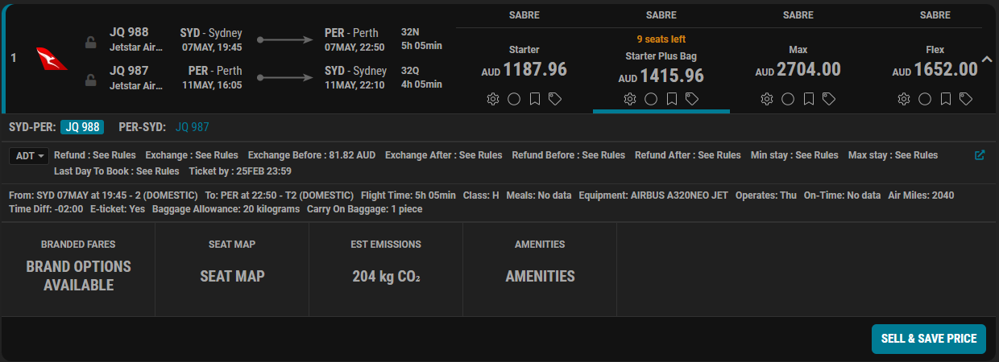 1
JQ 988
Jetstar Air...
SYD - Sydney
07MAY, 19:45
PER - Perth
07MAY, 22:50
32N
5h 05min
JQ 987
Jetstar Air...
PER - Perth
11MAY, 16:05
SYD - Sydney
11MAY, 22:10
32Q
4h 05min
SABRE
Starter
AUD 1187.96
SABRE
9 seats left
Starter Plus Bag
AUD 1415.96
SABRE
Max
AUD 2704.00
SABRE
Flex
AUD 1652.00
SYD-PER: JQ 988 PER-SYD: JQ 987
ADT Refund : See Rules Exchange : See Rules Exchange Before : 81.82 AUD Exchange After : See Rules Refund Before : See Rules Refund After : See Rules Min stay : See Rules Max stay : See Rules
Last Day To Book : See Rules Ticket by : 25FEB 23:59
From: SYD 07MAY at 19:45 - 2 (DOMESTIC) To: PER at 22:50 - T2 (DOMESTIC) Flight Time: 5h 05min Class: H Meals: No data Equipment: AIRBUS A320NEO JET Operates: Thu On-Time: No data Air Miles: 2040
Time Diff: -02:00 E-ticket: Yes Baggage Allowance: 20 kilograms Carry On Baggage: 1 piece
BRANDED FARES
BRAND OPTIONS
AVAILABLE
SEAT MAP
SEAT MAP
EST EMISSIONS
204 kg CO₂
AMENITIES
AMENITIES
SELL & SAVE PRICE